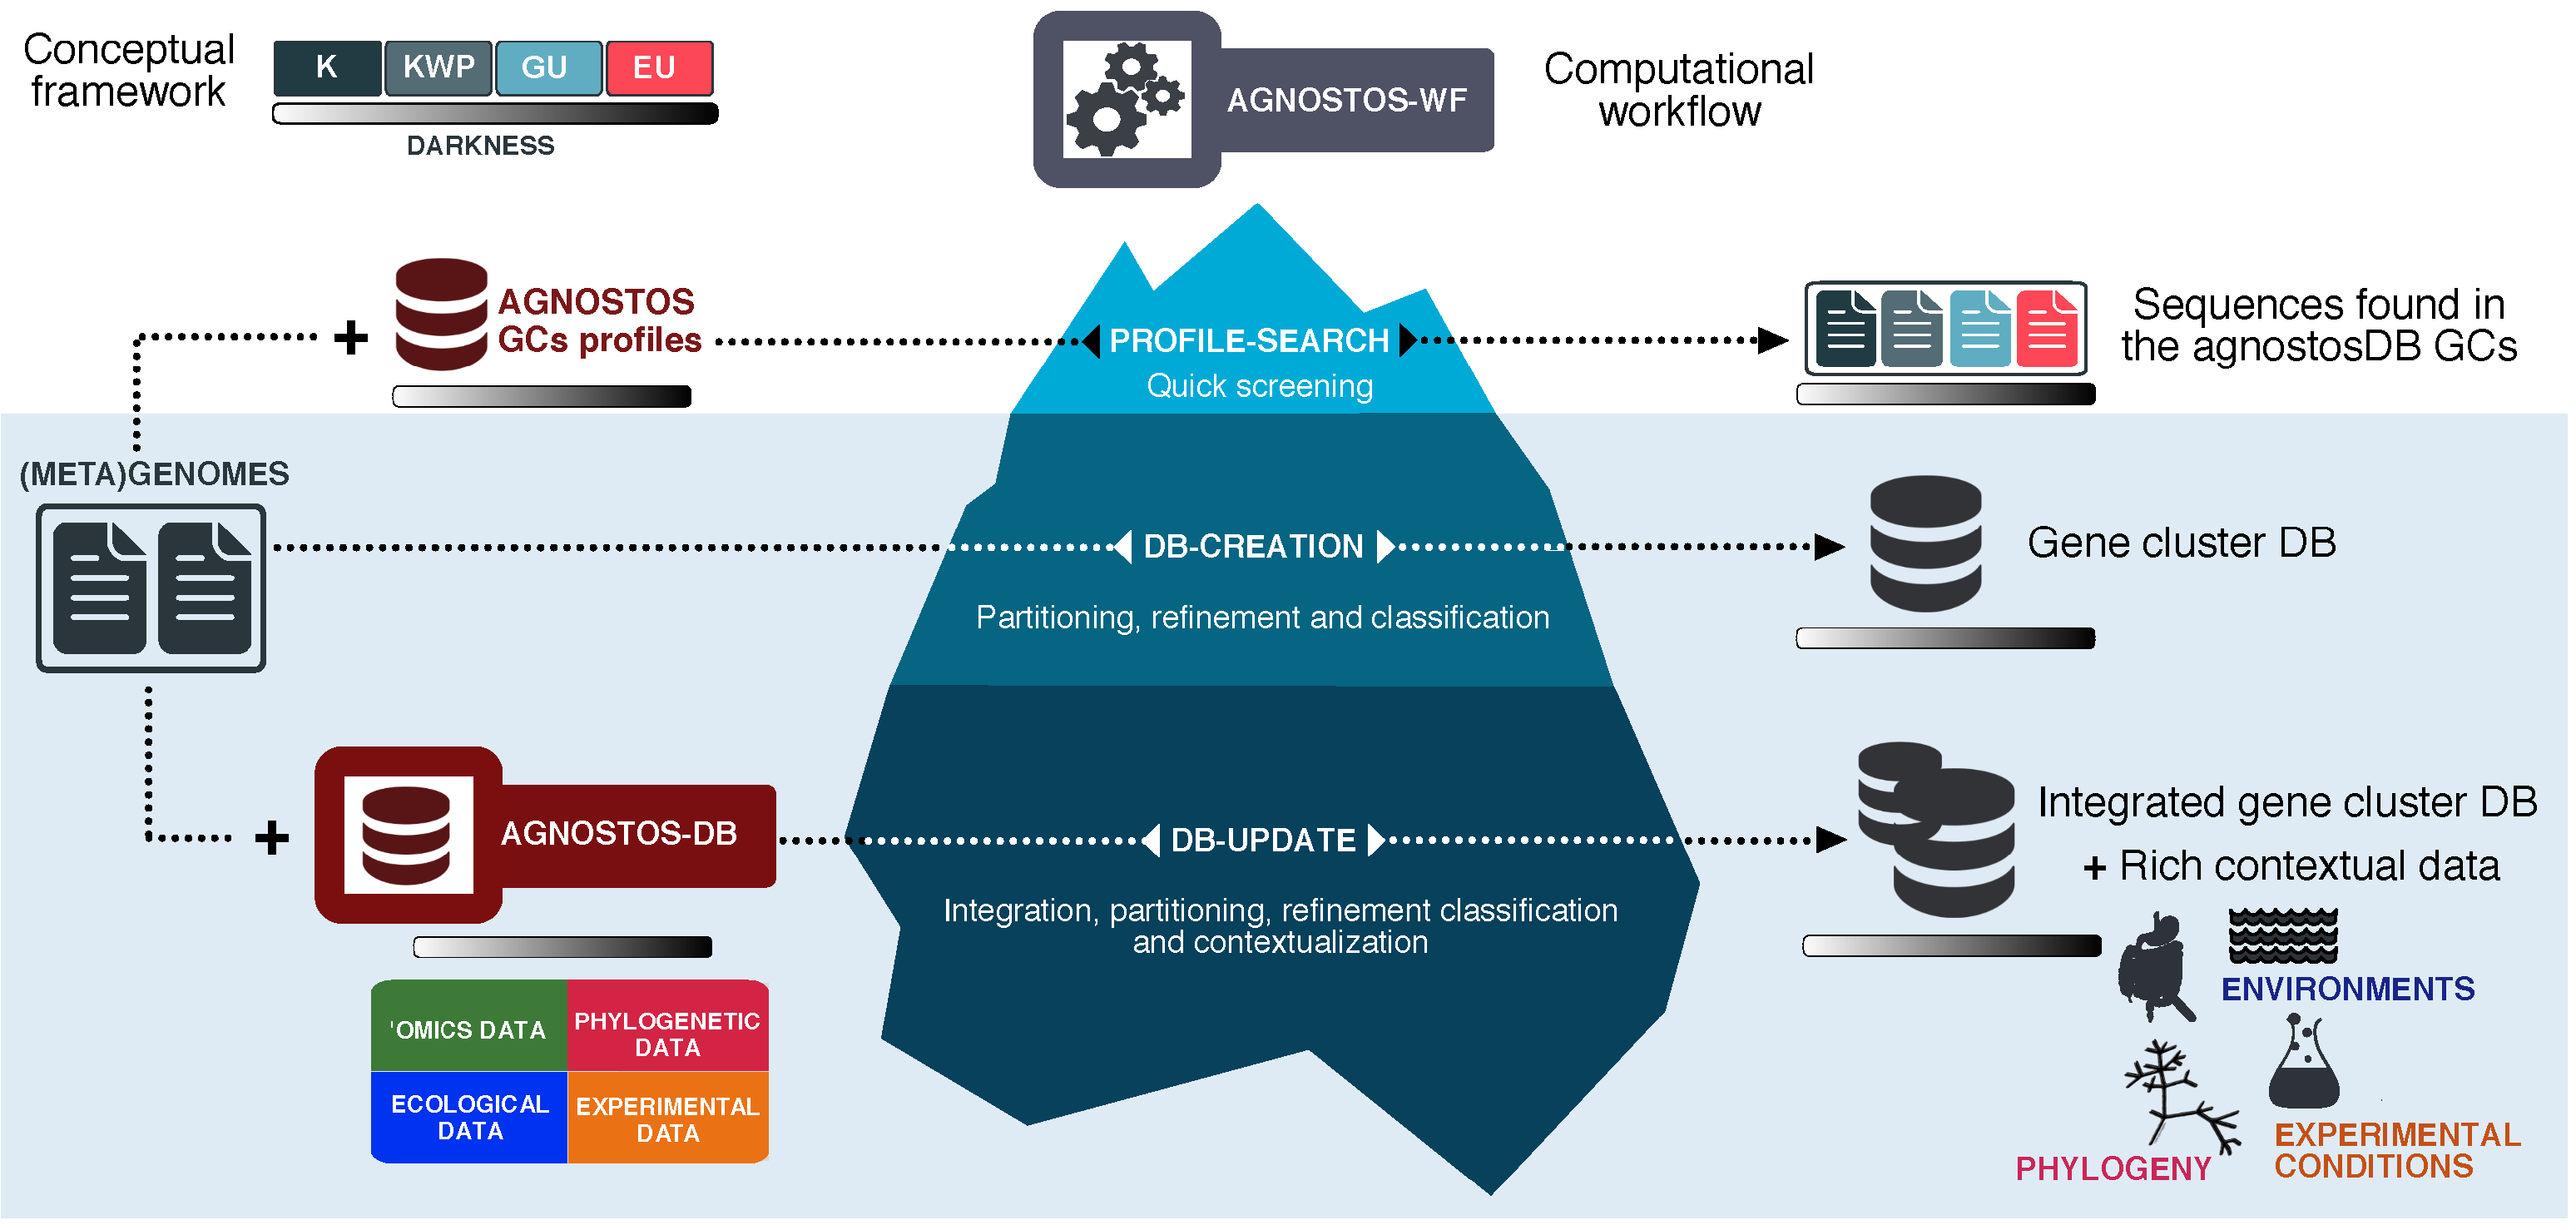 Conceptual
framework
K
KWP
GU
EU
DARKNESS
AGNOSTOS-WF
Computational
workflow
AGNOSTOS
GCs profiles
PROFILE-SEARCH
Quick screening
Sequences found in
the agnostosDB GCs
(META)GENOMES
DB-CREATION
Partitioning, refinement and classification
Gene cluster DB
AGNOSTOS-DB
DB-UPDATE
Integration, partitioning, refinement classification
and contextualization
Integrated gene cluster DB
+ Rich contextual data
'OMICS DATA
PHYLOGENETIC
DATA
ECOLOGICAL
DATA
EXPERIMENTAL
DATA
ENVIRONMENTS
PHYLOGENY
EXPERIMENTAL
CONDITIONS